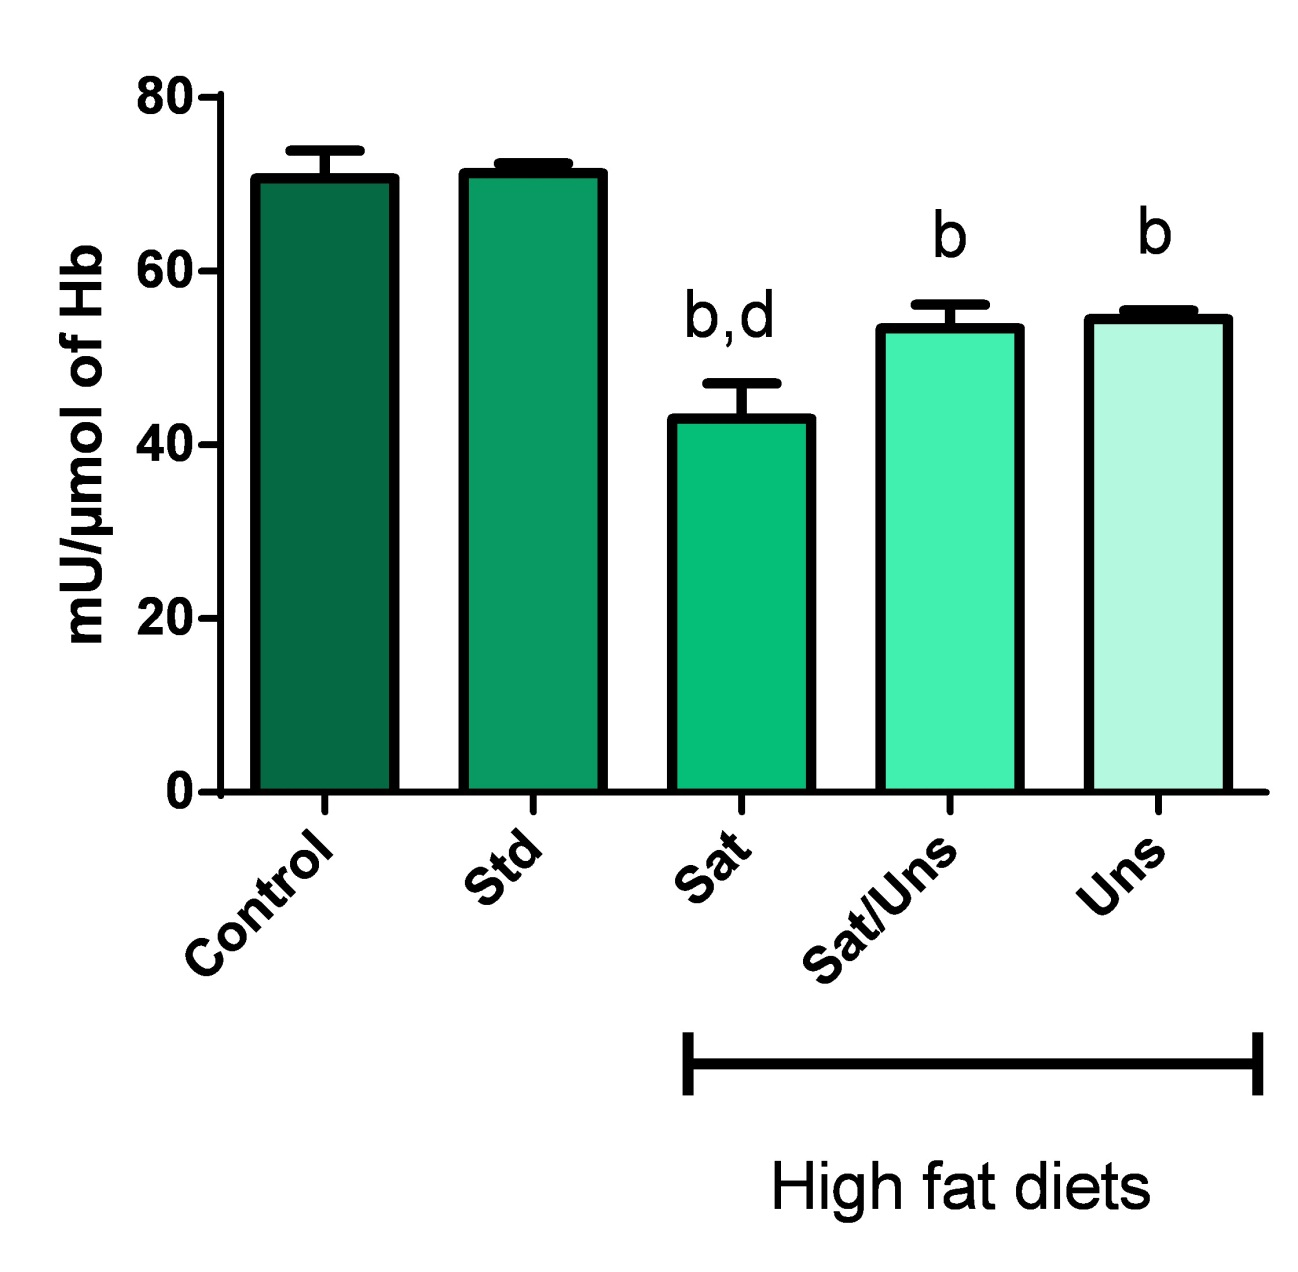 80
60
40
20
0
mU/µmol of Hb
b,d
b
b
Control
Std
Sat
Sat/Uns
Uns
High fat diets